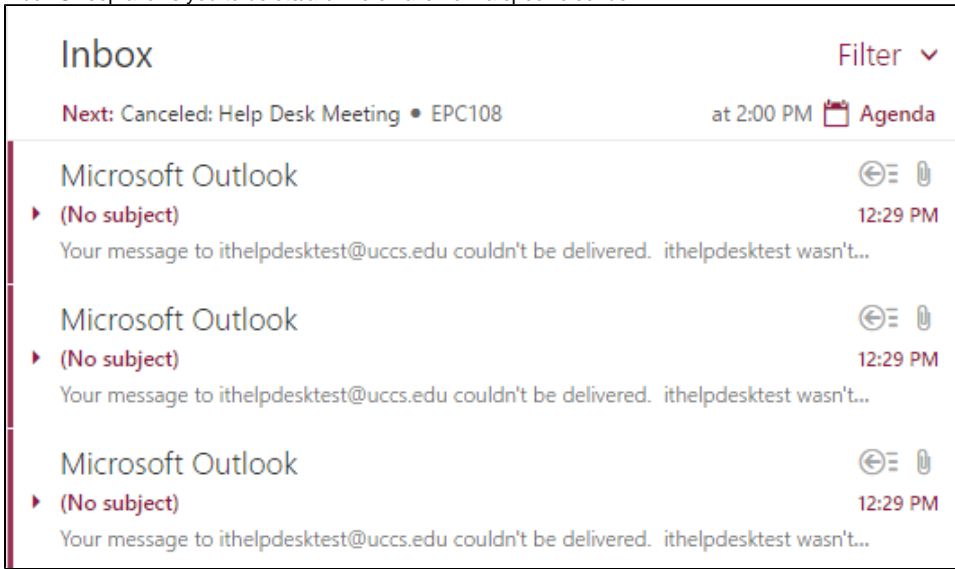 Inbox Filter
Next: Canceled: Help Desk Meeting • EPC108 at 2:00 PM Agenda
Microsoft Outlook
(No subject) 12:29 PM
Your message to ithelpdesktest@uccs.edu couldn't be delivered. ithelpdesktest wasn't...
Microsoft Outlook
(No subject) 12:29 PM
Your message to ithelpdesktest@uccs.edu couldn't be delivered. ithelpdesktest wasn't...
Microsoft Outlook
(No subject) 12:29 PM
Your message to ithelpdesktest@uccs.edu couldn't be delivered. ithelpdesktest wasn't...